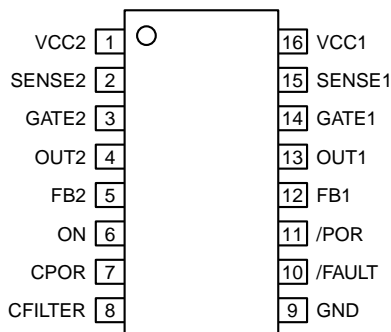 VCC2 1 16 VCC1
SENSE2 2 15 SENSE1
GATE2 3 14 GATE1
OUT2 4 13 OUT1
FB2 5 12 FB1
ON 6 11 /POR
CPOR 7 10 /FAULT
CFILTER 8 9 GND